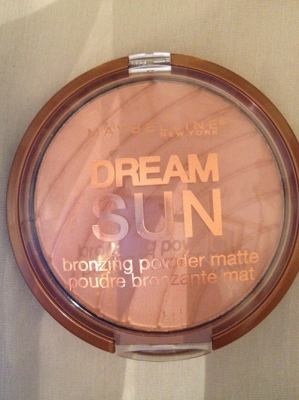 MAYBELLINE
NEW YORK
DREAM
SUN
bronzing powder matte
poudre bronzante mat